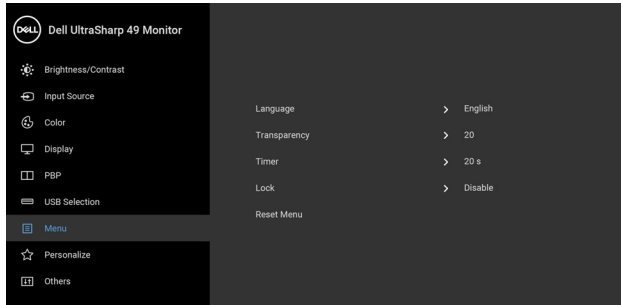 DELL Dell UltraSharp 49 Monitor
Brightness/Contrast
Input Source
Color
Display
PBP
USB Selection
Menu
Personalize
Others
Language > English
Transparency > 20
Timer > 20 s
Lock > Disable
Reset Menu